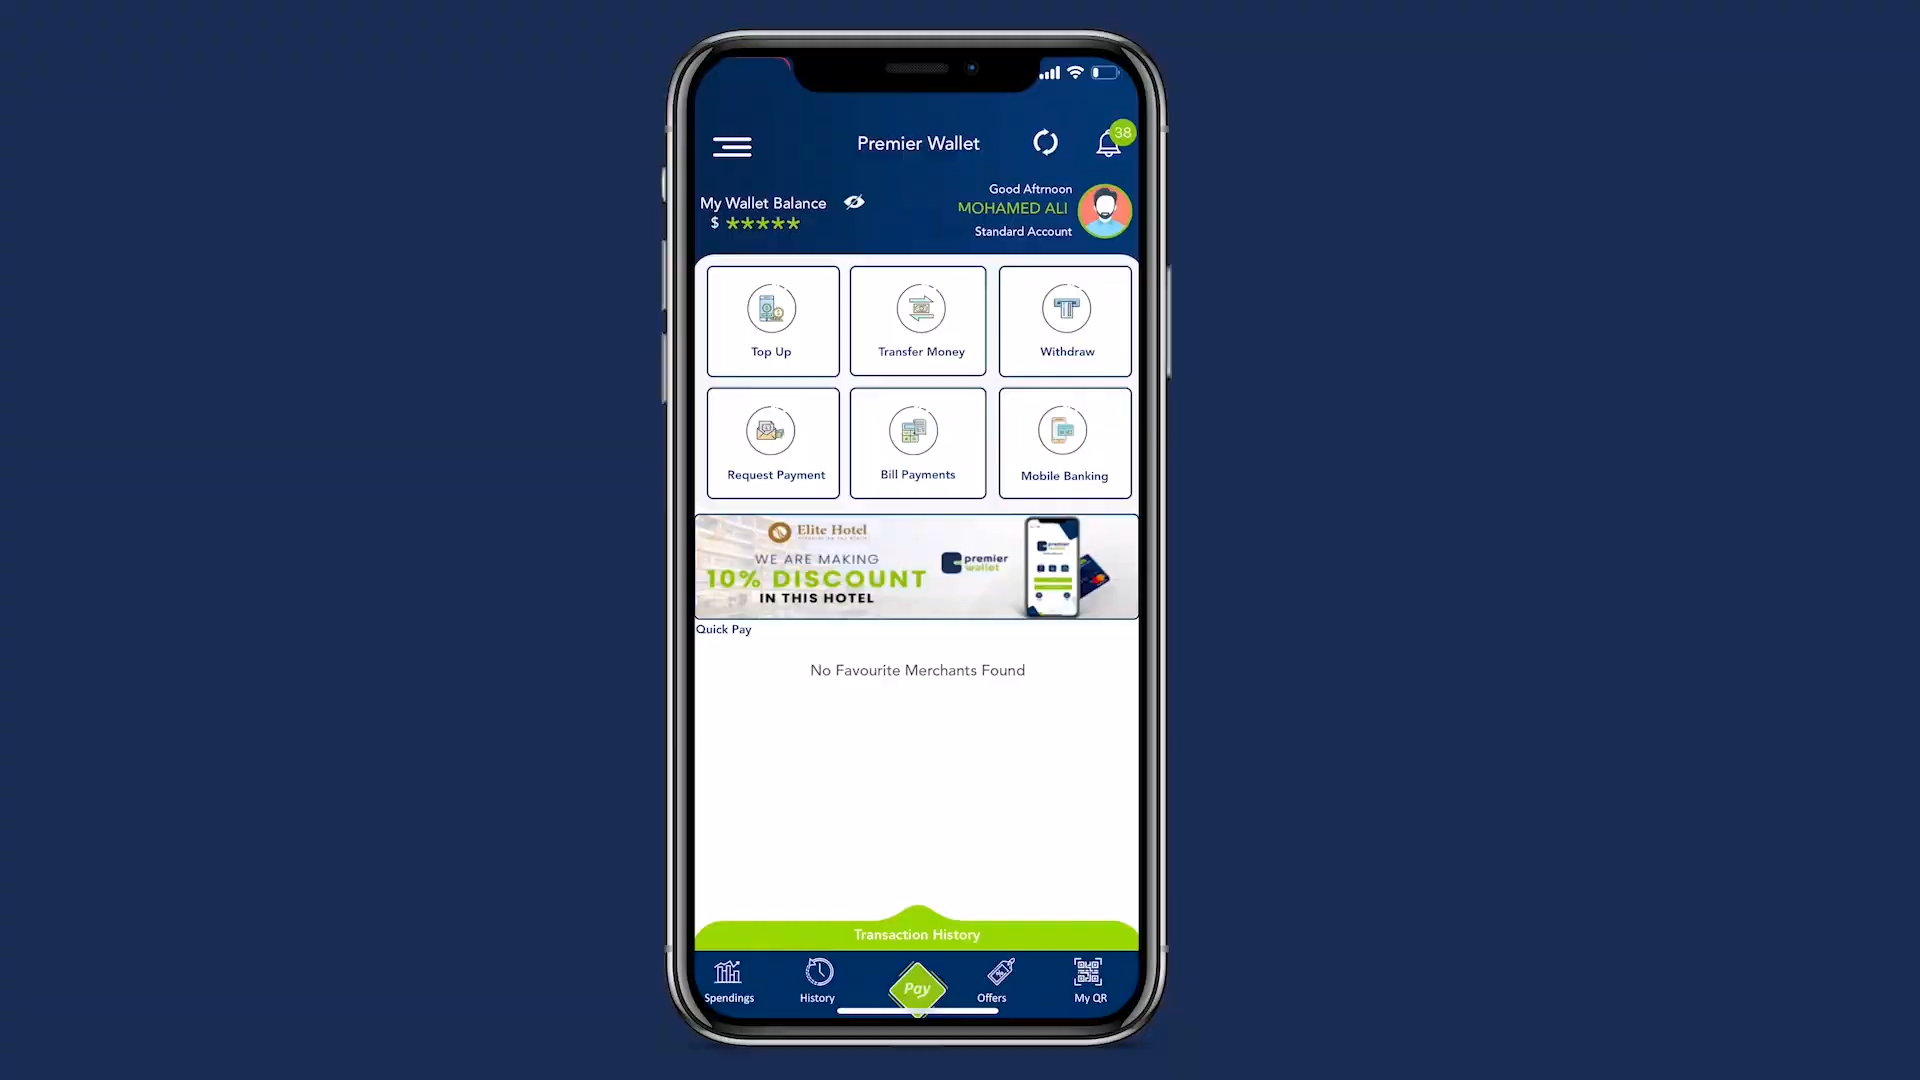 Premier Wallet
38
My Wallet Balance
$ *****
Good Aftrnoon
MOHAMED ALI
Standard Account
Top Up
Transfer Money
Withdraw
Request Payment
Bill Payments
Mobile Banking
Elite Hotel
WE ARE MAKING
10% DISCOUNT
IN THIS HOTEL
premier
wallet
premier
Quick Pay
No Favourite Merchants Found
Transaction History
Spendings
History
Pay
Offers
My QR